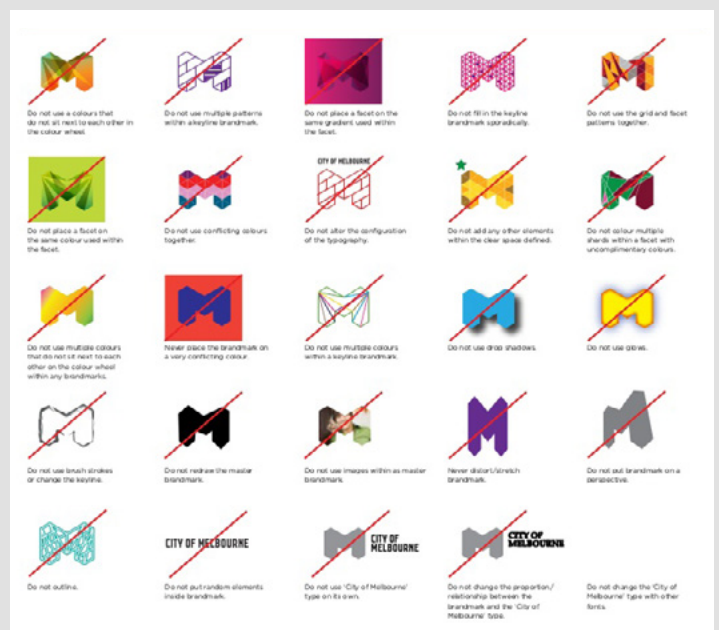 Do not use a colours that
do not sit next to each other in
the colour wheel.
Do not use multiple patterns
within a keyline brandmark.
Do not place a facet on the
same gradient used within
the facet.
Do not fill in the keyline
brandmark sporadically.
Do not use the grid and facet
patterns together.
Do not place a facet on
the same colour used within
the facet.
Do not use conflicting colours
together.
CITY OF MELBOURNE
Do not alter the configuration
of the typography.
Do not add any other elements
within the clear space defined.
Do not colour multiple
shards within a facet with
uncomplimentary colours.
Do not use multiple colours
that do not sit next to each
other on the colour wheel
within any brandmarks.
Never place the brandmark on
a very conflicting colour.
Do not use multiple colours
within a keyline brandmark.
Do not use drop shadows.
Do not use glows.
Do not use brush strokes
or change the keyline.
Do not redraw the master
brandmark.
Do not use images within as master
brandmark.
Never distort/stretch
brandmark.
Do not put brandmark on a
perspective.
Do not outline.
CITY OF MELBOURNE
Do not put random elements
inside brandmark.
CITY OF
MELBOURNE
Do not use 'City of Melbourne'
type on its own.
CITY OF
MELBOURNE
Do not change the proportion/
relationship between the
brandmark and the 'City of
Melbourne' type.
Do not change the 'City of
Melbourne' type with other
fonts.